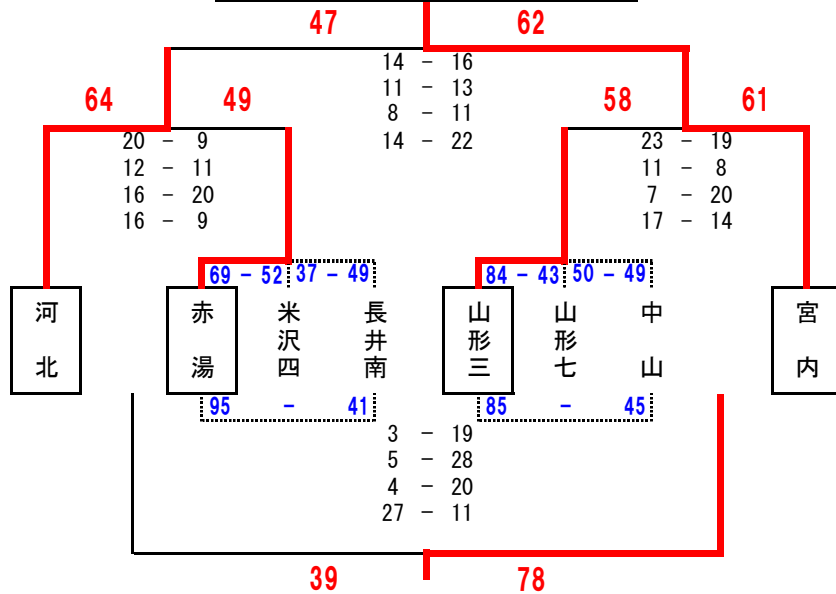 47 62
14 - 16
11 - 13
8 - 11
14 - 22
64 49
58 61
20 - 9
12 - 11
16 - 20
16 - 9
23 - 19
11 - 8
7 - 20
17 - 14
69 - 52 37 - 49
84 - 43 50 - 49
河北
赤湯
米沢四
長井南
山形三
山形七
中山
宮内
95 - 41
85 - 45
3 - 19
5 - 28
4 - 20
27 - 11
39 78